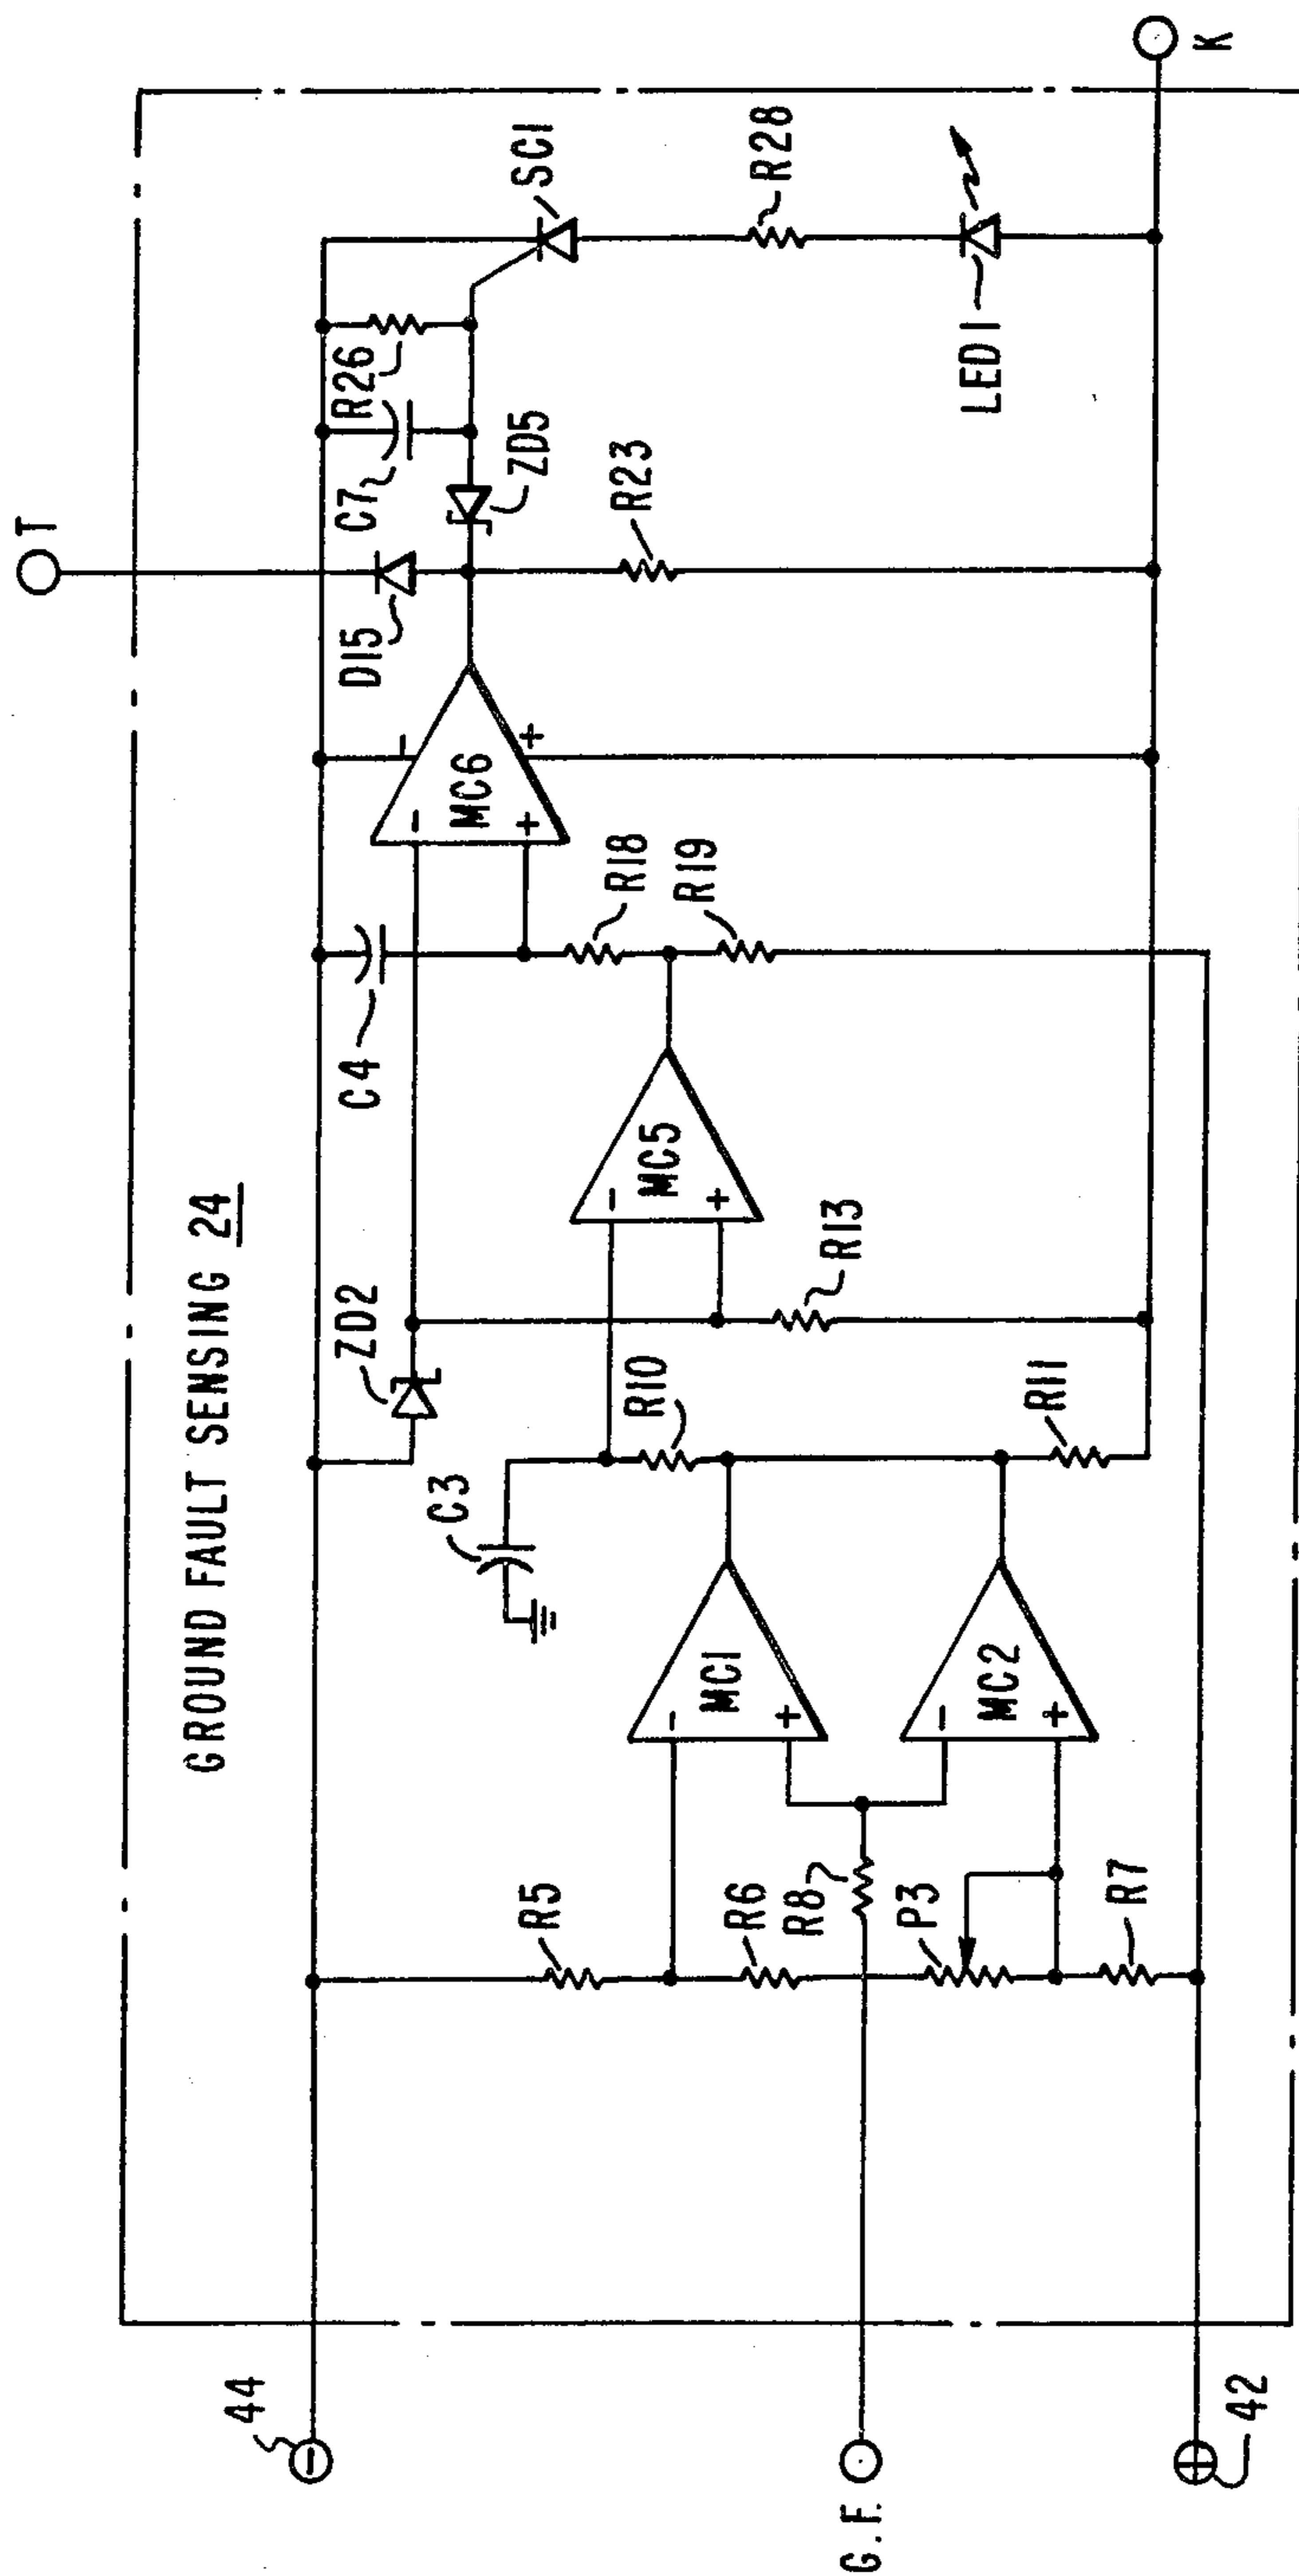 GROUND FAULT SENSING 24
T
K
44
G.F.
42
R5
R6
R8
P3
R7
MC1
-
+
MC2
-
+
C3
R10
R11
ZD2
R13
MC5
-
+
C4
R18
R19
MC6
-
+
-
+
D15
C7
R26
ZD5
R23
SC1
R28
LED1
-
+